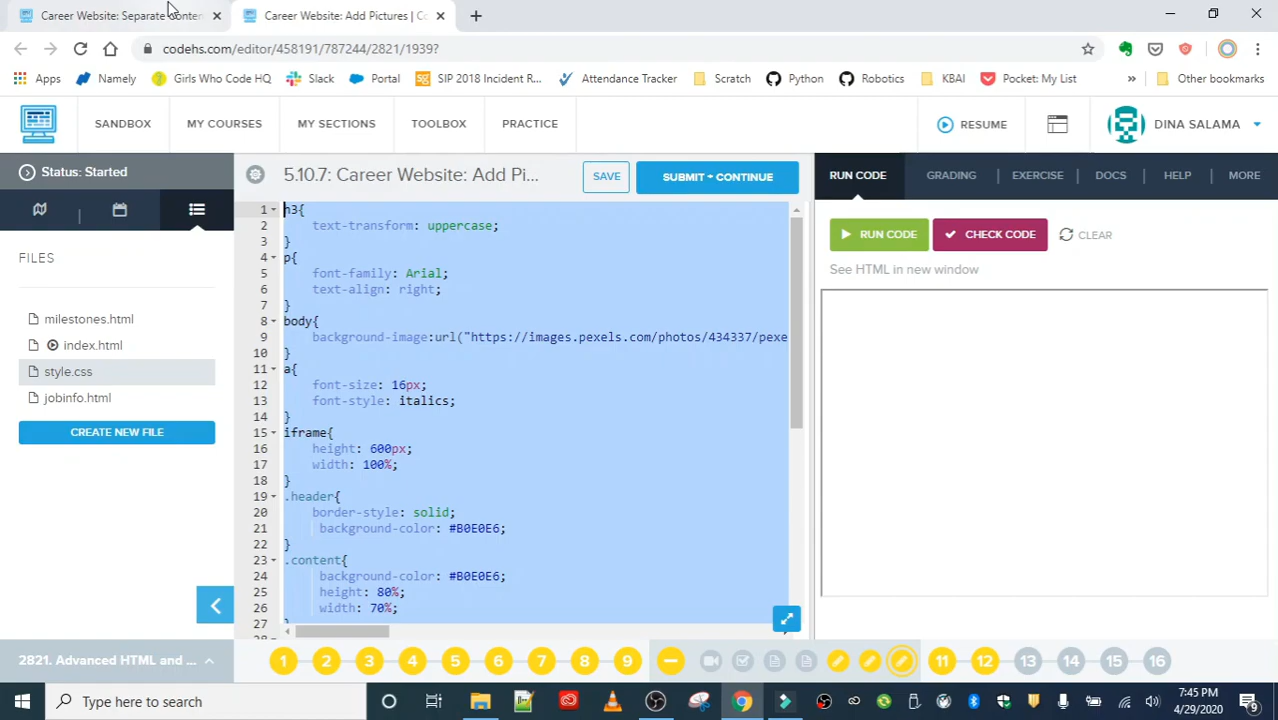 Career Website: Separate Conten
Career Website: Add Pictures | Co
codehs.com/editor/458191/787244/2821/1939?
Apps Namely Girls Who Code HQ Slack Portal SIP 2018 Incident R... Attendance Tracker Scratch Python Robotics KBAI Pocket: My List » Other bookmarks
SANDBOX MY COURSES MY SECTIONS TOOLBOX PRACTICE RESUME DINA SALAMA
Status: Started
5.10.7: Career Website: Add Pi...
SAVE
SUBMIT + CONTINUE
RUN CODE GRADING EXERCISE DOCS HELP MORE
FILES
milestones.html
index.html
style.css
jobinfo.html
CREATE NEW FILE
1 h3{
2 text-transform: uppercase;
3 }
4 p{
5 font-family: Arial;
6 text-align: right;
7 }
8 body{
9 background-image:url("https://images.pexels.com/photos/434337/pexe
10 }
11 a{
12 font-size: 16px;
13 font-style: italics;
14 }
15 iframe{
16 height: 600px;
17 width: 100%;
18 }
19 .header{
20 border-style: solid;
21 background-color: #B0E0E6;
22 }
23 .content{
24 background-color: #B0E0E6;
25 height: 80%;
26 width: 70%;
27 }
28
RUN CODE CHECK CODE CLEAR
See HTML in new window
2821. Advanced HTML and ...
1 2 3 4 5 6 7 8 9 11 12 13 14 15 16
Type here to search
7:45 PM
4/29/2020
9